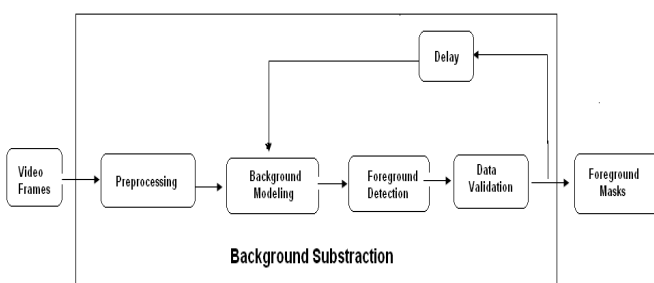 Delay
Video
Frames
Preprocessing
Background
Modeling
Foreground
Detection
Data
Validation
Foreground
Masks
Background Substraction